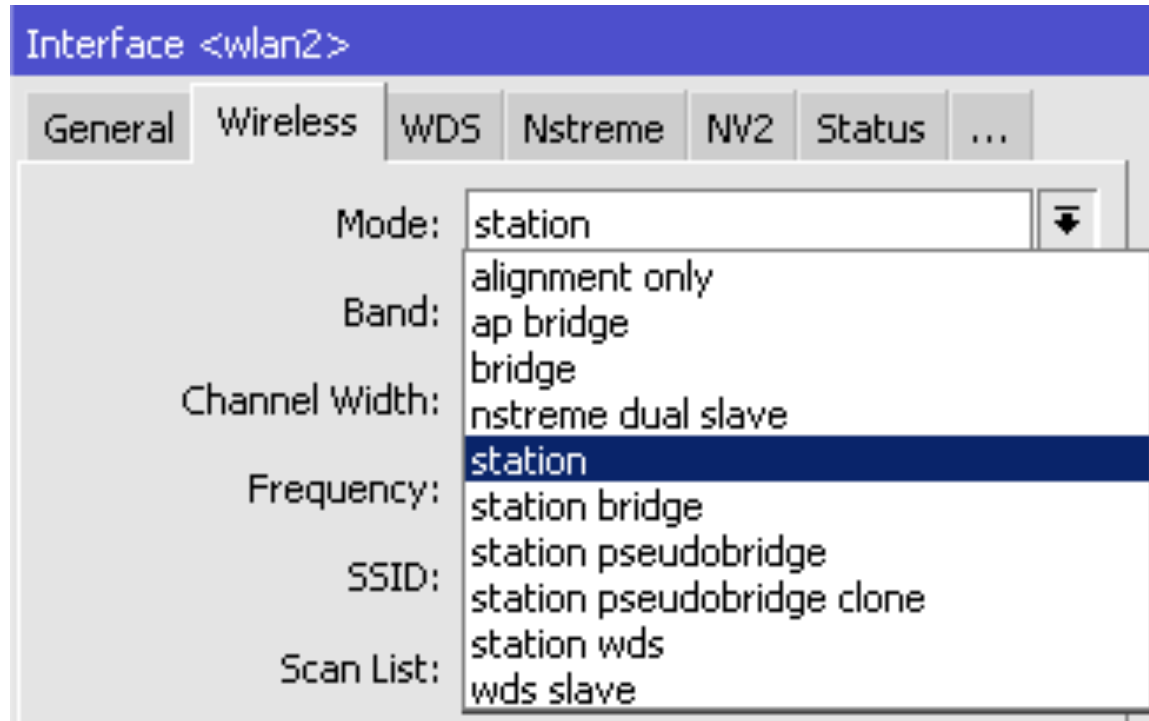 Interface <wlan2>
General Wireless WDS Nstreme NV2 Status ...
Mode: station
alignment only
Band:
ap bridge
bridge
Channel Width:
nstreme dual slave
station
Frequency:
station bridge
station pseudobridge
SSID:
station pseudobridge clone
station wds
Scan List:
wds slave